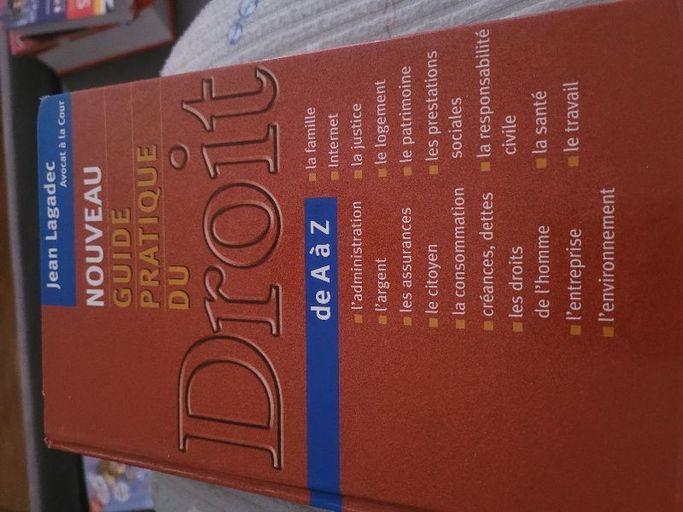 Jean Lagadec
Avocat à la Cour
NOUVEAU
GUIDE
PRATIQUE
DU
Droit
de A à Z
l'administration
l'argent
les assurances
le citoyen
la consommation
créances, dettes
les droits
de l'homme
l'entreprise
l'environnement
la famille
Internet
la justice
le logement
le patrimoine
les prestations
sociales
la responsabilité
civile
la santé
le travail